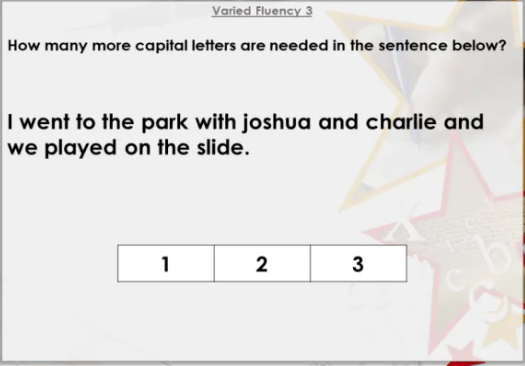 Varied Fluency 3
How many more capital letters are needed in the sentence below?
I went to the park with joshua and charlie and
we played on the slide.
1 2 3